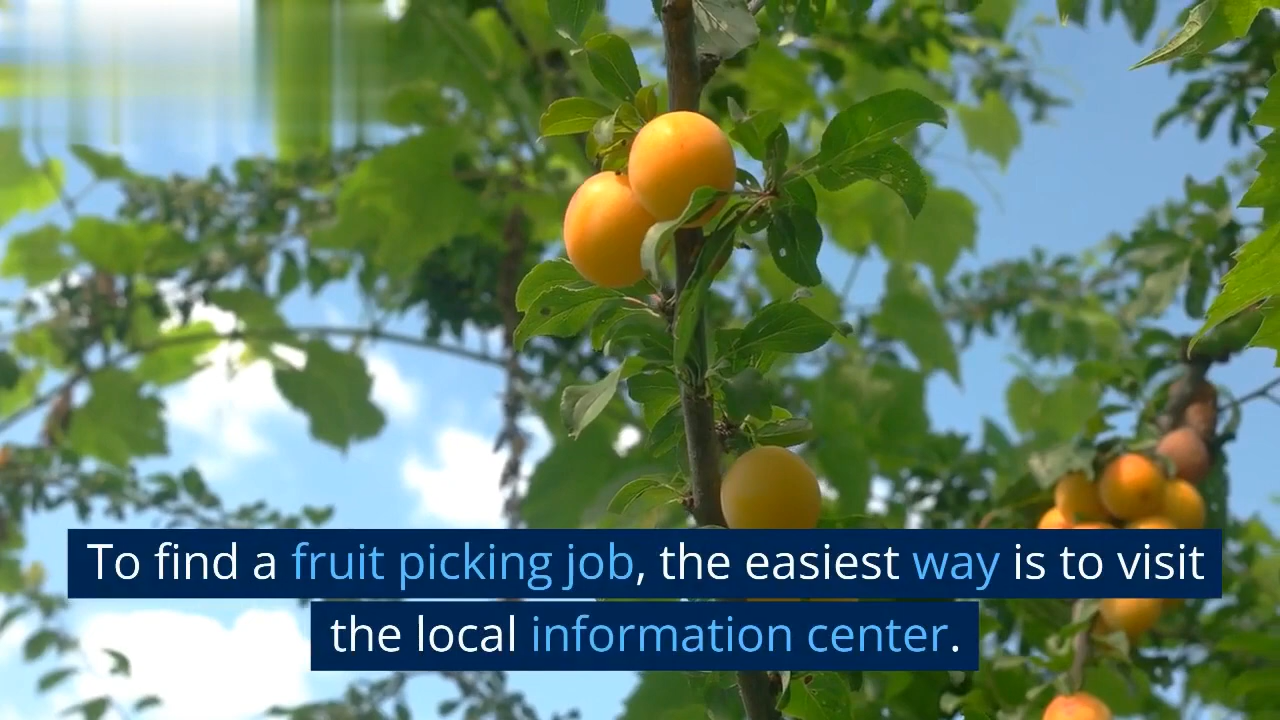 To find a fruit picking job, the easiest way is to visit
the local information center.